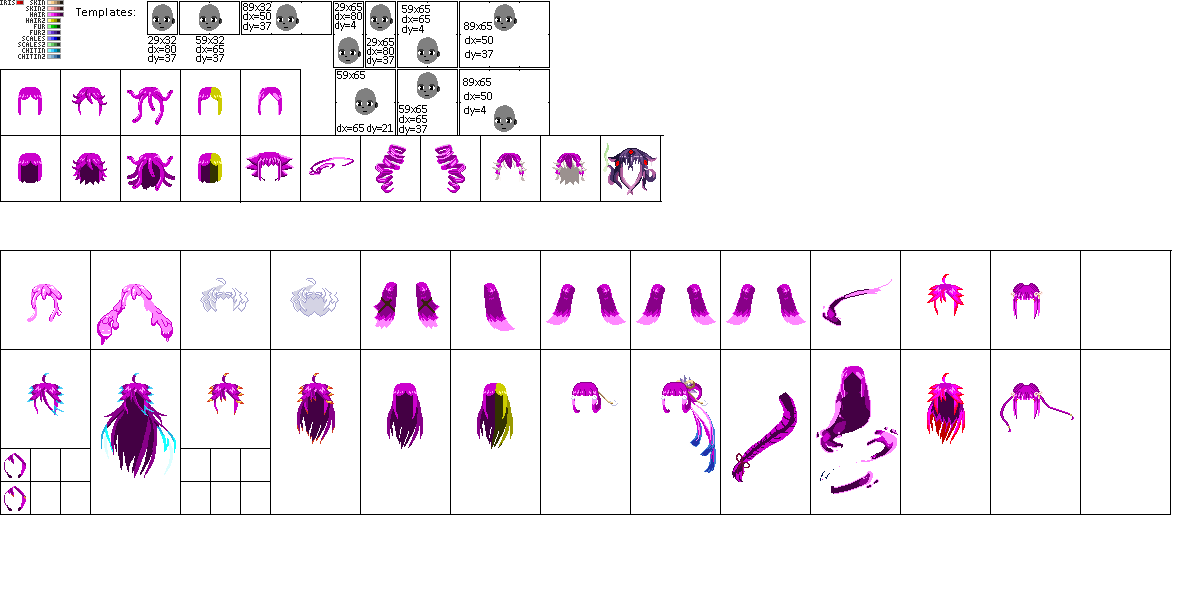 IRIS
SKIN
SKIN2
HAIR
HAIR2
FUR
FUR2
SCALES
SCALES2
CHITIN
CHITIN2
Templates:
29x32
dx=80
dy=37
59x32
dx=65
dy=37
89x32
dx=50
dy=37
29x65
dx=80
dy=4
29x65
dx=80
dy=37
59x65
dx=65
dy=4
89x65
dx=50
dy=37
59x65
dx=65 dy=21
59x65
dx=65
dy=37
89x65
dx=50
dy=4